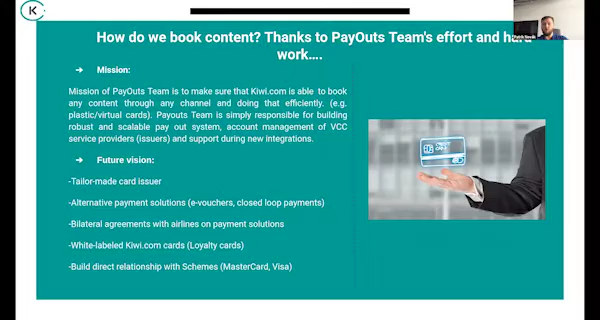 K
How do we book content? Thanks to PayOuts Team's effort and hard
work….
➔ Mission:
Mission of PayOuts Team is to make sure that Kiwi.com is able to book
any content through any channel and doing that efficiently. (e.g.
plastic/virtual cards). Payouts Team is simply responsible for building
robust and scalable pay out system, account management of VCC
service providers (issuers) and support during new integrations.
➔ Future vision:
-Tailor-made card issuer
-Alternative payment solutions (e-vouchers, closed loop payments)
-Bilateral agreements with airlines on payment solutions
-White-labeled Kiwi.com cards (Loyalty cards)
-Build direct relationship with Schemes (MasterCard, Visa)